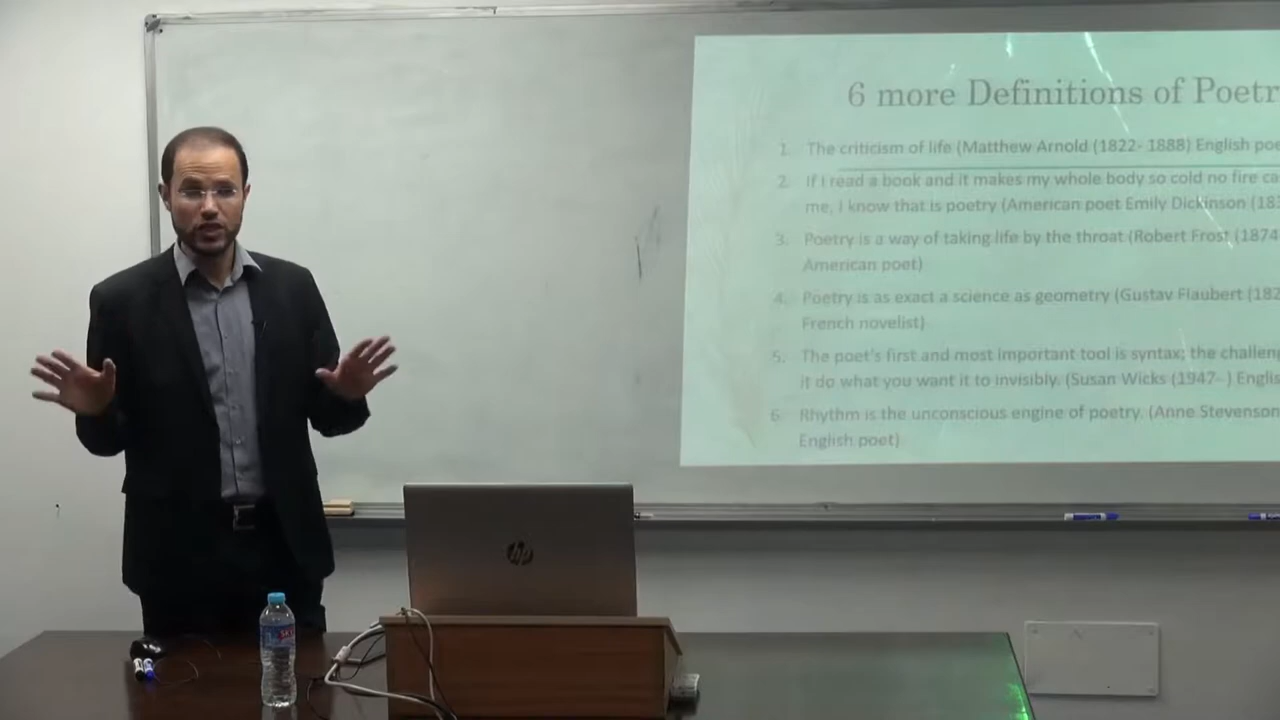 6 more Definitions of Poetr
1. The criticism of life (Matthew Arnold (1822- 1888) English poe
2. If I read a book and it makes my whole body so cold no fire ca
me, I know that is poetry (American poet Emily Dickinson (183
3. Poetry is a way of taking life by the throat (Robert Frost (1874
American poet)
4. Poetry is as exact a science as geometry (Gustav Flaubert (182
French novelist)
5. The poet's first and most important tool is syntax; the challeng
it do what you want it to invisibly. (Susan Wicks (1947- ) Englis
6. Rhythm is the unconscious engine of poetry. (Anne Stevenson
English poet)
hp